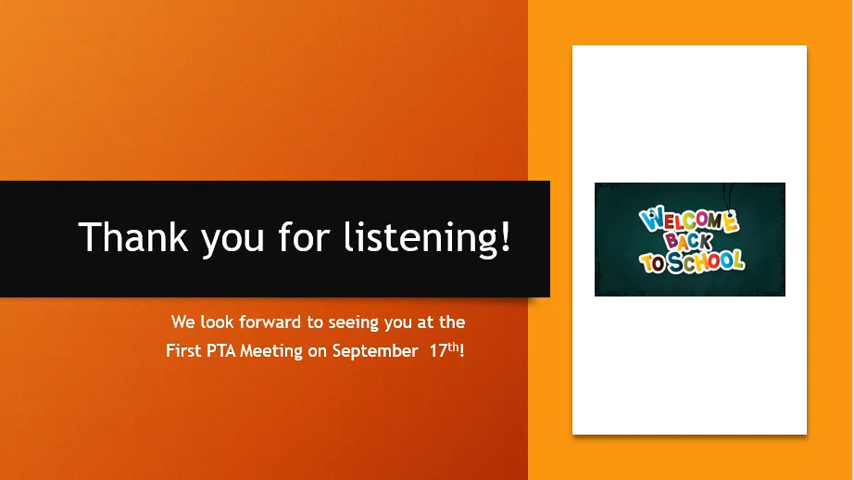 Thank you for listening!
We look forward to seeing you at the
First PTA Meeting on September 17th!
WELCOME
BACK
TO SCHOOL